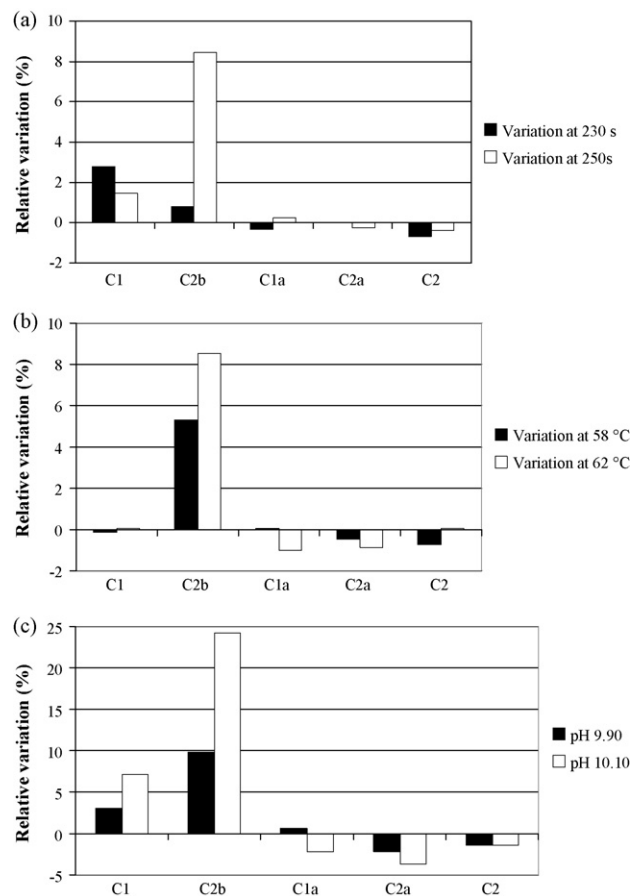 (a)
Relative variation (%)
10
8
6
4
2
0
-2
C1 C2b C1a C2a C2
Variation at 230 s
Variation at 250s
(b)
Relative variation (%)
10
8
6
4
2
0
-2
C1 C2b C1a C2a C2
Variation at 58 °C
Variation at 62 °C
(c)
Relative variation (%)
25
20
15
10
5
0
-5
C1 C2b C1a C2a C2
pH 9.90
pH 10.10